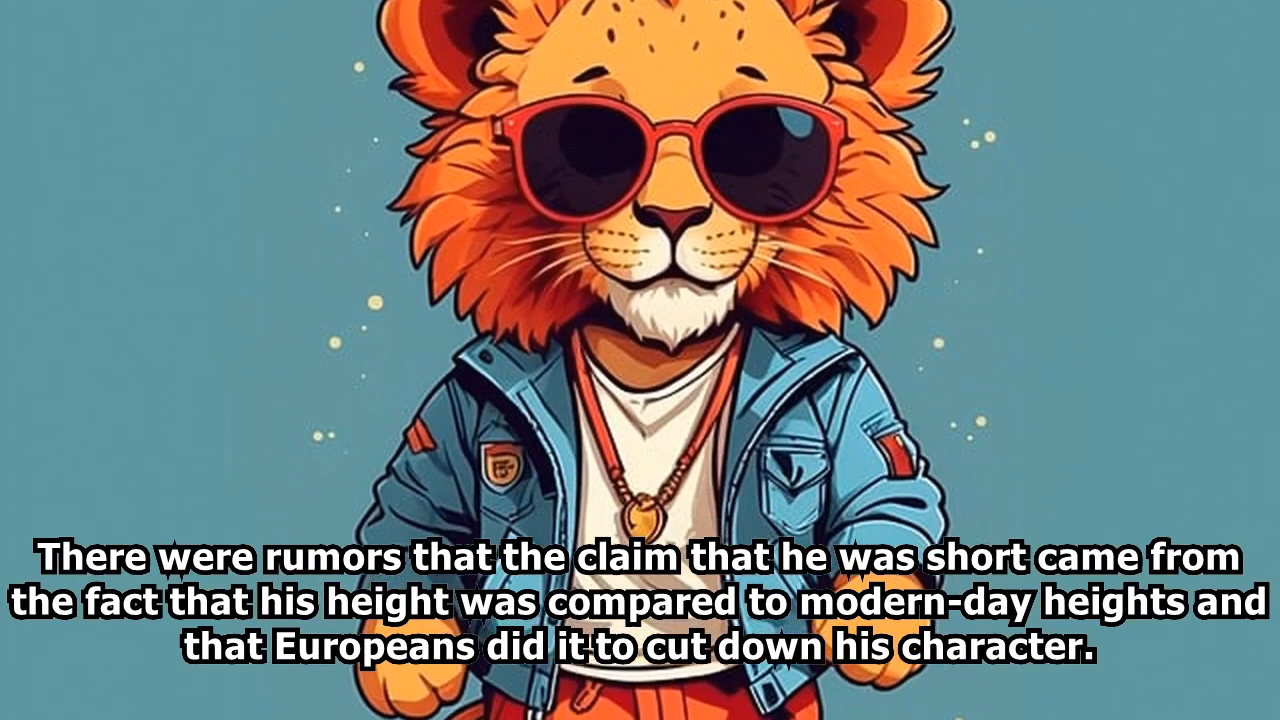 There were rumors that the claim that he was short came from
the fact that his height was compared to modern-day heights and
that Europeans did it to cut down his character.